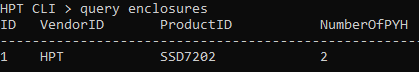 HPT CLI > query enclosures
ID VendorID ProductID NumberOfPYH
-----------------------------------------------
1 HPT SSD7202 2